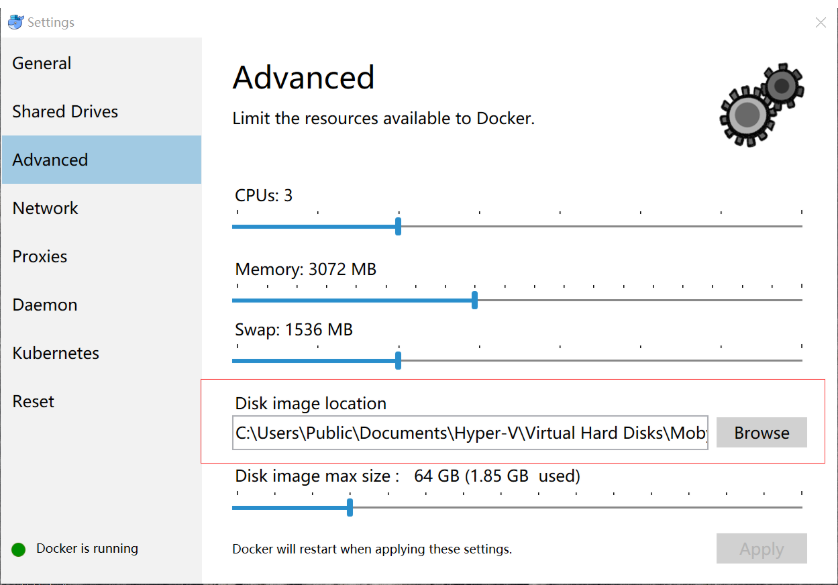 Settings
General
Shared Drives
Advanced
Network
Proxies
Daemon
Kubernetes
Reset
Docker is running
Advanced
Limit the resources available to Docker.
CPUs: 3
Memory: 3072 MB
Swap: 1536 MB
Disk image location
C:\Users\Public\Documents\Hyper-V\Virtual Hard Disks\Moby
Browse
Disk image max size : 64 GB (1.85 GB used)
Docker will restart when applying these settings.
Apply